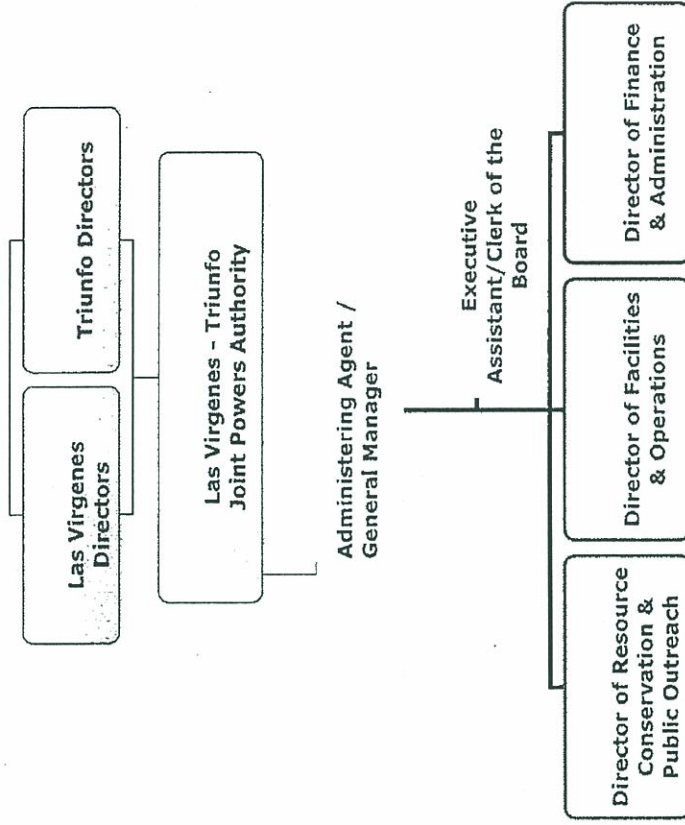 Las Virgenes
Directors
Triunfo Directors
Las Virgenes - Triunfo
Joint Powers Authority
Administering Agent /
General Manager
Executive
Assistant/Clerk of the
Board
Director of Resource
Conservation &
Public Outreach
Director of Facilities
& Operations
Director of Finance
& Administration